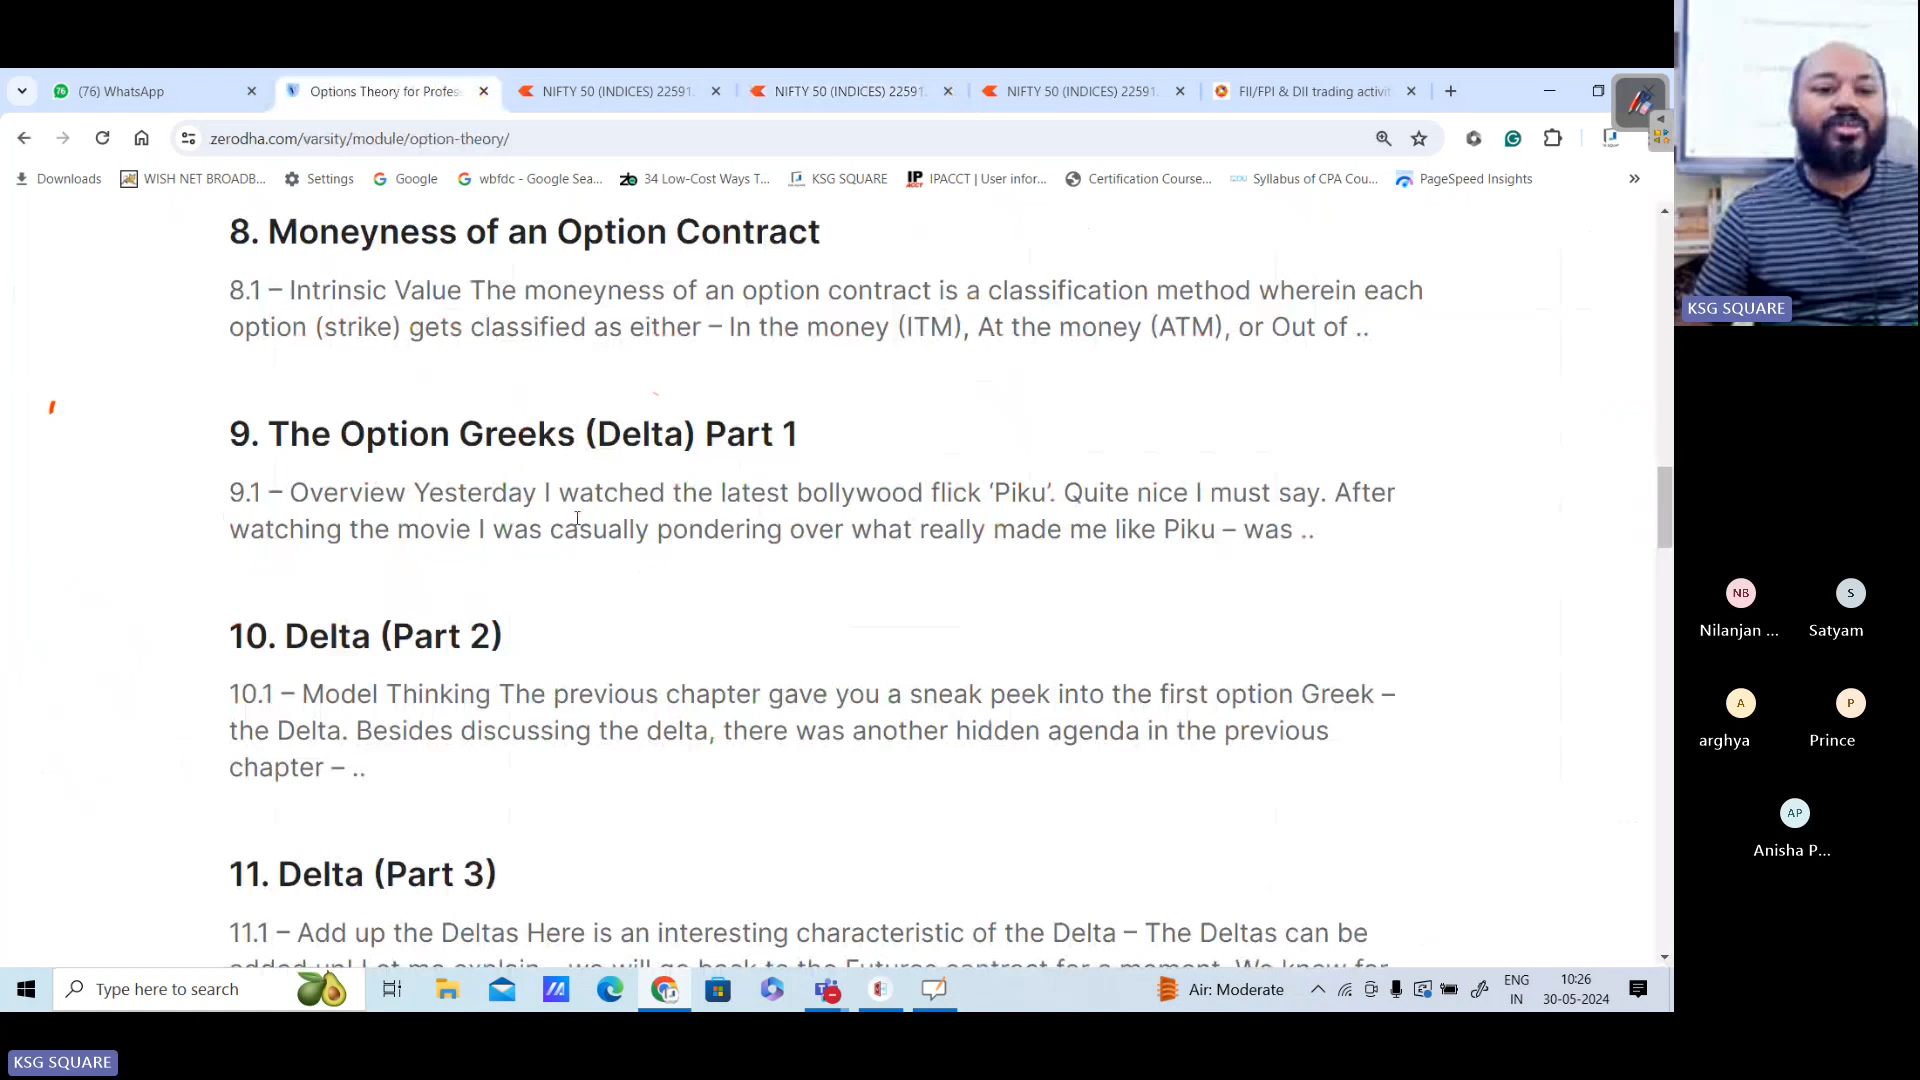 (76) WhatsApp
Options Theory for Profes
NIFTY 50 (INDICES) 22591.
NIFTY 50 (INDICES) 22591.
NIFTY 50 (INDICES) 22591.
FII/FPI & DII trading activit
zerodha.com/varsity/module/option-theory/
Downloads
WISH NET BROADB...
Settings
Google
wbfdc - Google Sea...
34 Low-Cost Ways T...
KSG SQUARE
IPACCT | User infor...
Certification Course...
Syllabus of CPA Cou...
PageSpeed Insights
8. Moneyness of an Option Contract
8.1 – Intrinsic Value The moneyness of an option contract is a classification method wherein each
option (strike) gets classified as either – In the money (ITM), At the money (ATM), or Out of ..
9. The Option Greeks (Delta) Part 1
9.1 – Overview Yesterday I watched the latest bollywood flick ‘Piku’. Quite nice I must say. After
watching the movie I was casually pondering over what really made me like Piku – was ..
10. Delta (Part 2)
10.1 – Model Thinking The previous chapter gave you a sneak peek into the first option Greek –
the Delta. Besides discussing the delta, there was another hidden agenda in the previous
chapter – ..
11. Delta (Part 3)
11.1 – Add up the Deltas Here is an interesting characteristic of the Delta – The Deltas can be
KSG SQUARE
NB
Nilanjan ...
S
Satyam
A
arghya
P
Prince
AP
Anisha P...
Type here to search
Air: Moderate
ENG
IN
10:26
30-05-2024
KSG SQUARE